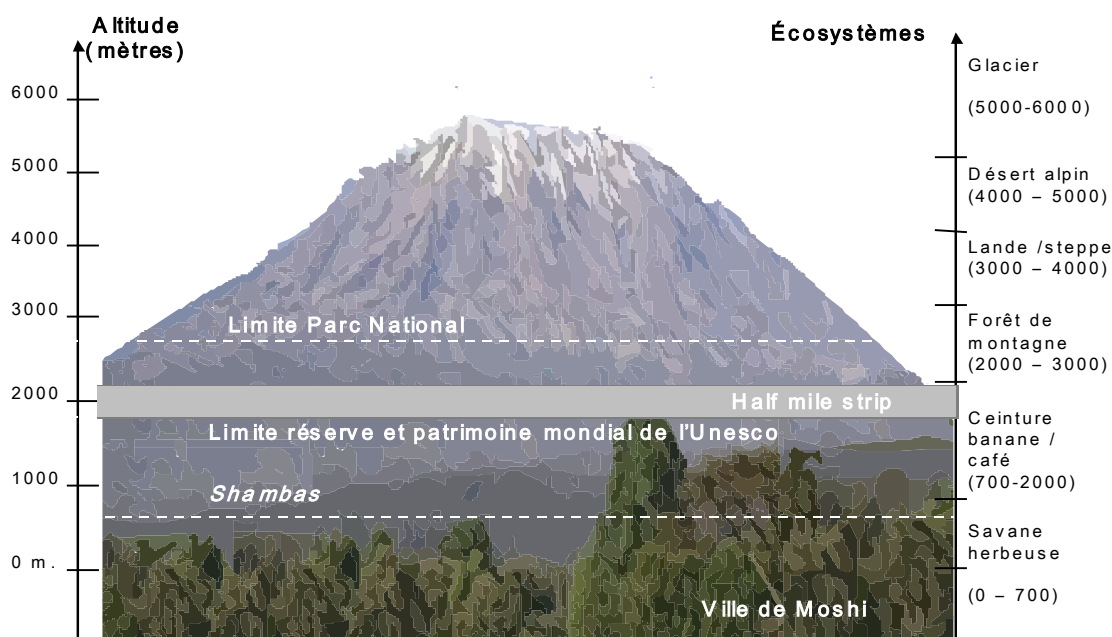 Altitude
(mètres)
6000
5000
4000
3000
2000
1000
0 m.
Limite Parc National
Half mile strip
Limite réserve et patrimoine mondial de l'Unesco
Shambas
Ville de Moshi
Écosystèmes
Glacier
(5000-6000)
Désert alpin
(4000 – 5000)
Lande /steppe
(3000 – 4000)
Forêt de
montagne
(2000 – 3000)
Ceinture
banane /
café
(700-2000)
Savane
herbeuse
(0 – 700)